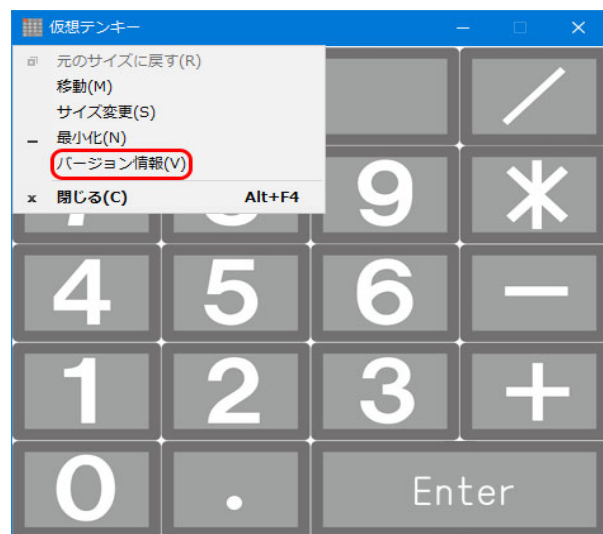 仮想テンキー
元のサイズに戻す(R)
移動(M)
サイズ変更(S)
最小化(N)
バージョン情報(V)
閉じる(C) Alt+F4
/
9 *
4 5 6 -
1 2 3 +
0 . Enter